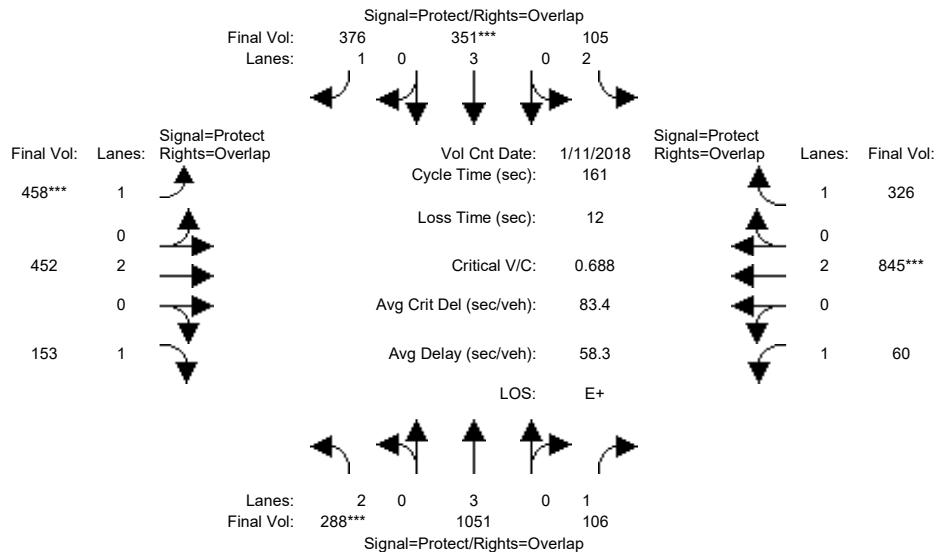 Signal=Protect/Rights=Overlap
Final Vol: 376 351*** 105
Lanes: 1 0 3 0 2
Signal=Protect
Final Vol: Lanes: Rights=Overlap
Vol Cnt Date: 1/11/2018
Signal=Protect
Rights=Overlap Lanes: Final Vol:
Cycle Time (sec): 161
458*** 1
1 326
Loss Time (sec): 12
0
0
452 2
Critical V/C: 0.688
2 845***
0
Avg Crit Del (sec/veh): 83.4
0
153 1
Avg Delay (sec/veh): 58.3
1 60
LOS: E+
Lanes: 2 0 3 0 1
Final Vol: 288*** 1051 106
Signal=Protect/Rights=Overlap